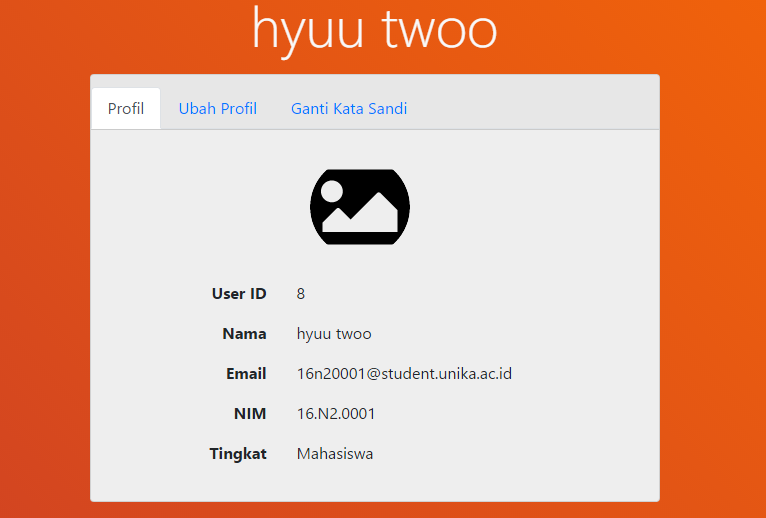 hyuu twoo
Profil Ubah Profil Ganti Kata Sandi
User ID 8
Nama hyuu twoo
Email 16n20001@student.unika.ac.id
NIM 16.N2.0001
Tingkat Mahasiswa